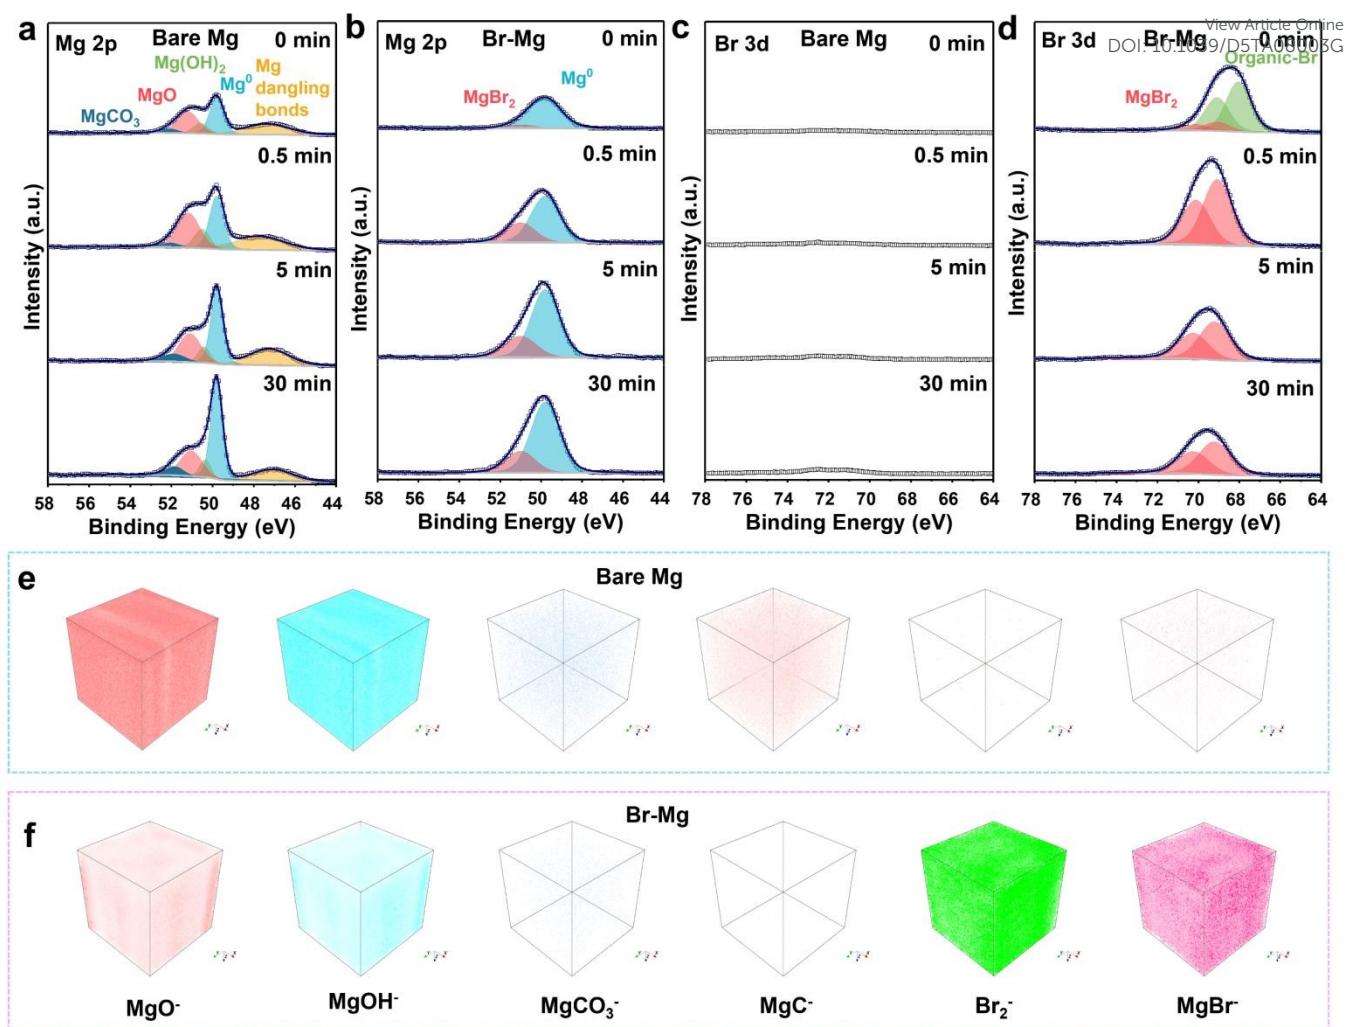 View Article Online
DOI: 10.1039/D5TA08003G
a
Mg 2p
Bare Mg
0 min
Mg(OH)₂
Mg⁰
Mg
dangling
bonds
MgO
MgCO₃
0.5 min
5 min
30 min
Intensity (a.u.)
58 56 54 52 50 48 46 44
Binding Energy (eV)
b
Mg 2p
Br-Mg
0 min
MgBr₂
Mg⁰
0.5 min
5 min
30 min
Intensity (a.u.)
58 56 54 52 50 48 46 44
Binding Energy (eV)
c
Br 3d
Bare Mg
0 min
0.5 min
5 min
30 min
Intensity (a.u.)
78 76 74 72 70 68 66 64
Binding Energy (eV)
d
Br 3d
Br-Mg
0 min
Organic-Br
MgBr₂
0.5 min
5 min
30 min
Intensity (a.u.)
78 76 74 72 70 68 66 64
Binding Energy (eV)
e
Bare Mg
f
Br-Mg
MgO⁻ MgOH⁻ MgCO₃⁻ MgC⁻ Br₂⁻ MgBr⁻